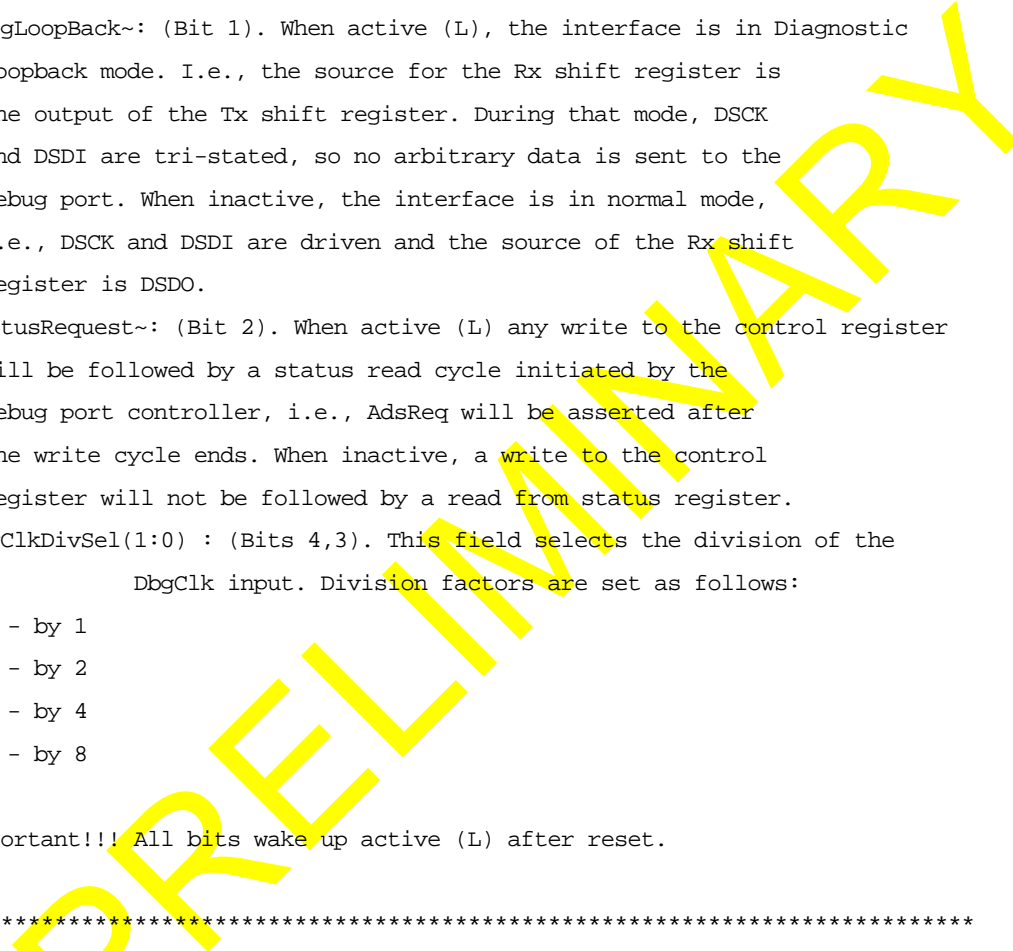 gLoopBack~: (Bit 1). When active (L), the interface is in Diagnostic
oopback mode. I.e., the source for the Rx shift register is
he output of the Tx shift register. During that mode, DSCK
nd DSDI are tri-stated, so no arbitrary data is sent to the
ebug port. When inactive, the interface is in normal mode,
.e., DSCK and DSDI are driven and the source of the Rx shift
egister is DSDO.
tusRequest~: (Bit 2). When active (L) any write to the control register
ill be followed by a status read cycle initiated by the
ebug port controller, i.e., AdsReq will be asserted after
he write cycle ends. When inactive, a write to the control
egister will not be followed by a read from status register.
ClkDivSel(1:0) : (Bits 4,3). This field selects the division of the
DbgClk input. Division factors are set as follows:
- by 1
- by 2
- by 4
- by 8
ortant!!! All bits wake up active (L) after reset.
*************************************************************************
PRELIMINARY